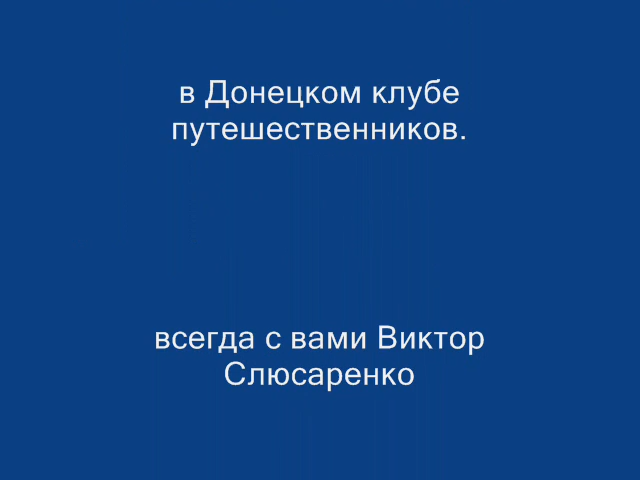 в Донецком клубе
путешественников.
всегда с вами Виктор
Слюсаренко